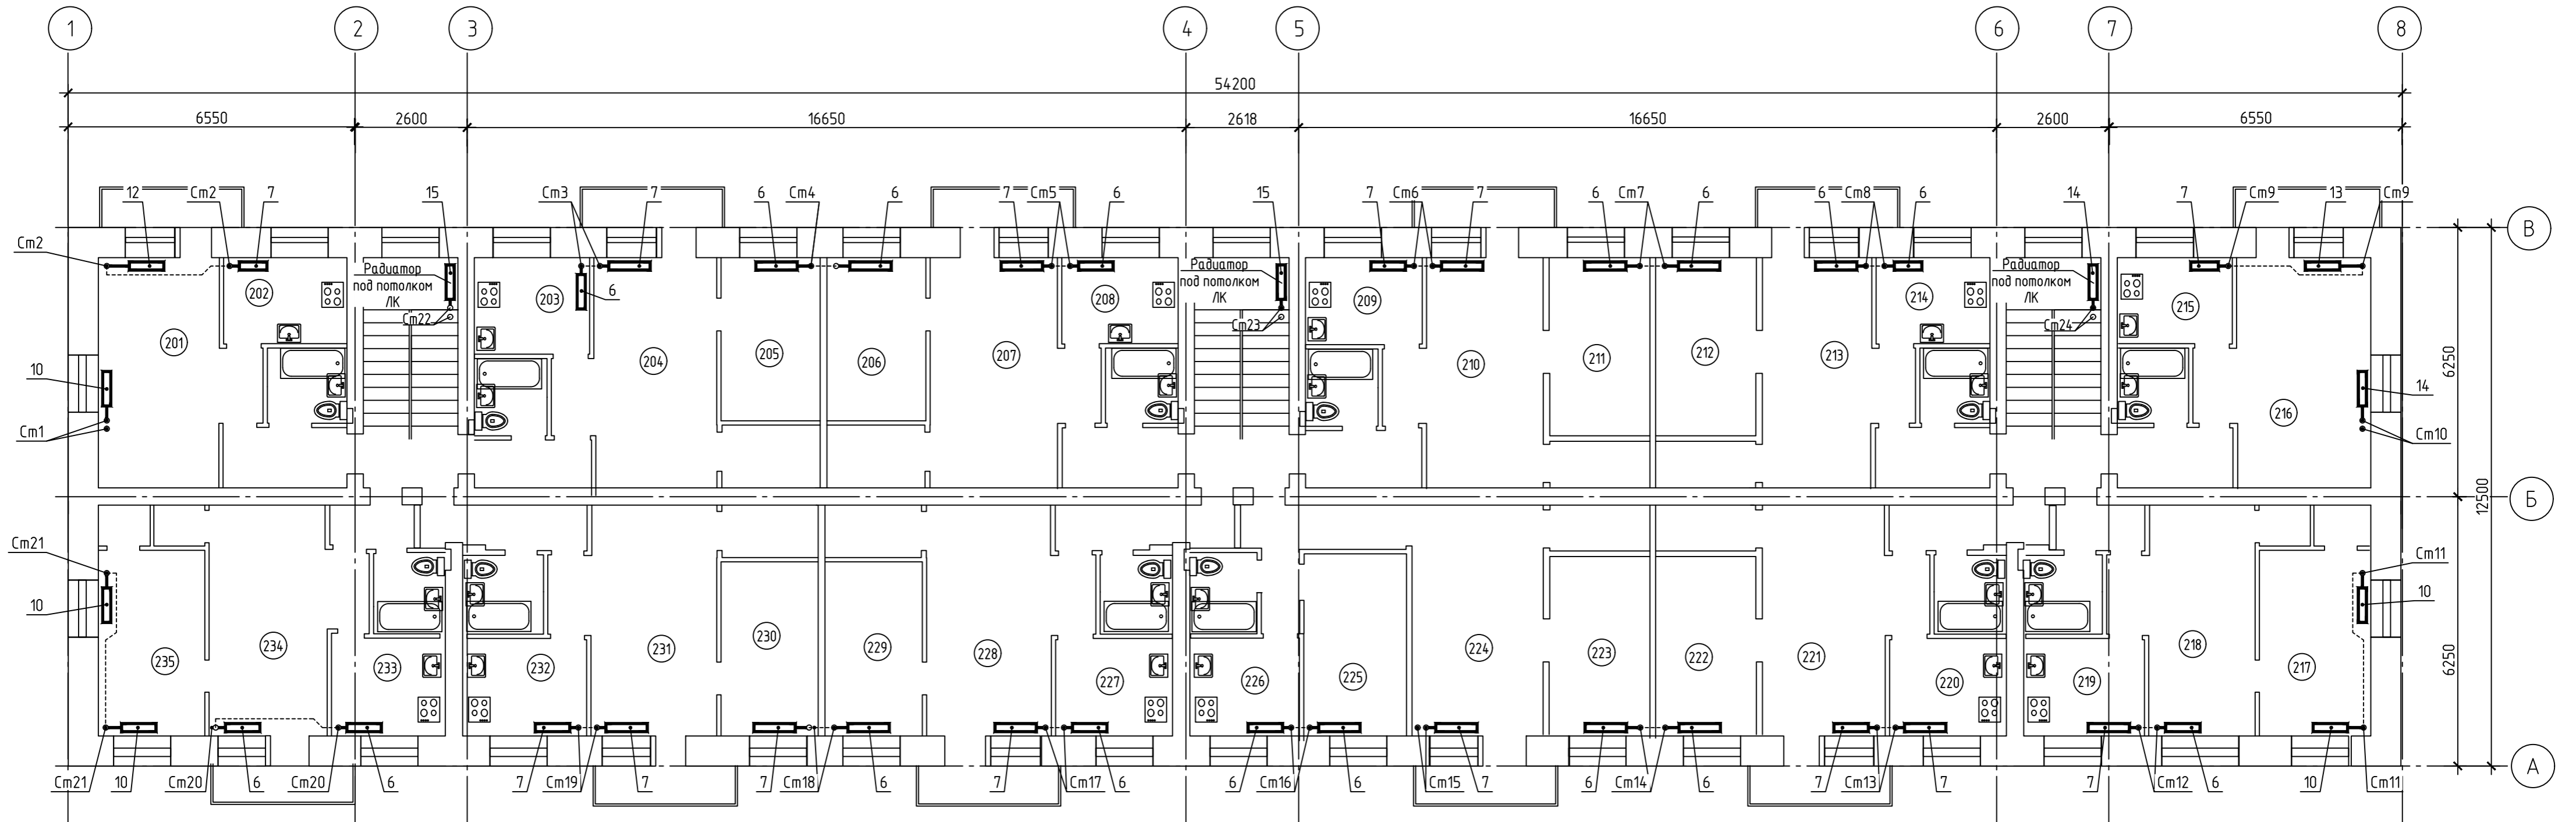 1 2 3 4 5 6 7 8
54200
6550 2600 16650 2618 16650 2600 6550
12 Ст2 7 15 Ст3 7 6 Ст4 6 7 Ст5 6 15 7 Ст6 7 6 Ст7 6 6 Ст8 6 14 7 Ст9 13 Ст9
В
Ст2
Радиатор
под потолком
ЛК
Радиатор
под потолком
ЛК
Радиатор
под потолком
ЛК
202 203 6 208 209 214 215
Ст22 Ст23 Ст24
201 204 205 206 207 210 211 212 213 216
6250
10 14
Ст1 Ст10
Б
12500
Ст21 Ст11
10 10
235 234 233 232 231 230 229 228 227 226 225 224 223 222 221 220 219 218 217
6250
А
Ст21 10 Ст20 6 Ст20 6 7 Ст19 7 7 Ст18 6 7 Ст17 6 6 Ст16 6 Ст15 7 6 Ст14 6 7 Ст13 7 7 Ст12 6 10 Ст11